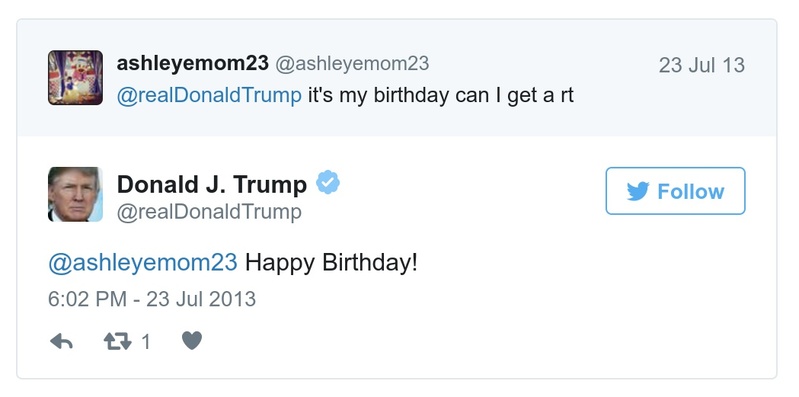 ashleyemom23 @ashleyemom23 23 Jul 13
@realDonaldTrump it's my birthday can I get a rt
Donald J. Trump
@realDonaldTrump
Follow
@ashleyemom23 Happy Birthday!
6:02 PM - 23 Jul 2013
1